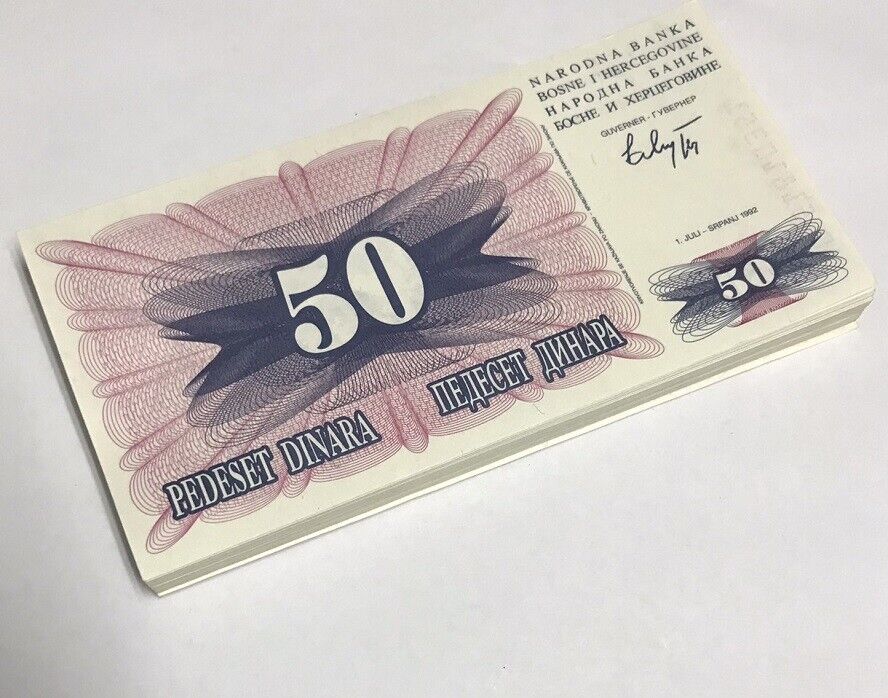 NARODNA BANKA
BOSNE I HERCEGOVINE
НАРОДНА БАНКА
БОСНЕ И ХЕРЦЕГОВИНЕ
GUVERNER - ГУВЕРНЕР
1. JULI – SRPANJ 1992
50
50
PEDESET DINARA
ПЕДЕСЕТ ДИНАРА